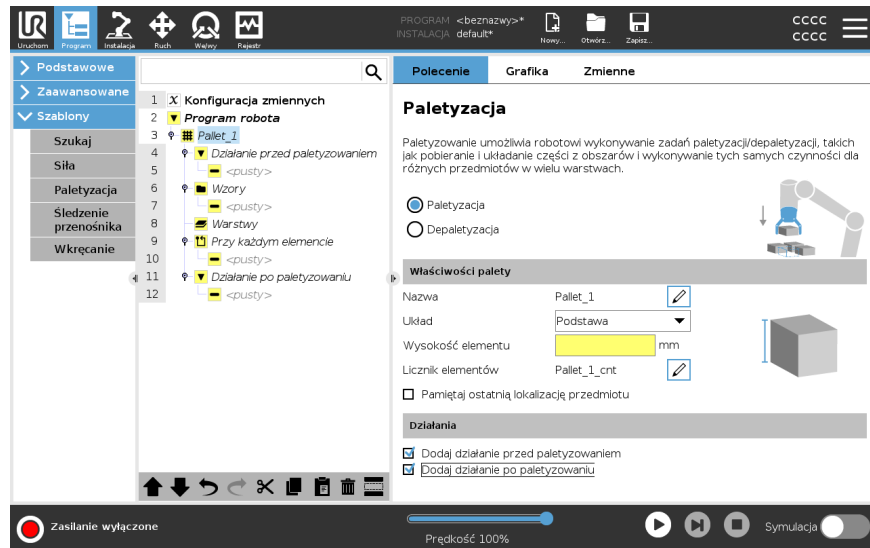 PROGRAM <beznazwy>*
INSTALACJA default*
CCCC
CCCC
Uruchom Program Instalacja Ruch We/wy Rejestr Nowy... Otwórz... Zapisz...
Podstawowe
Zaawansowane
Szablony
Szukaj
Siła
Paletyzacja
Śledzenie
przenośnika
Wkręcanie
1 X Konfiguracja zmiennych
2 Program robota
3 Pallet_1
4 Działanie przed paletyzowaniem
5 <pusty>
6 Wzory
7 <pusty>
8 Warstwy
9 Przy każdym elemencie
10 <pusty>
11 Działanie po paletyzowaniu
12 <pusty>
Polecenie Grafika Zmienne
Paletyzacja
Paletyzowanie umożliwia robotowi wykonywanie zadań paletyzacji/depaletyzacji, takich
jak pobieranie i układanie części z obszarów i wykonywanie tych samych czynności dla
różnych przedmiotów w wielu warstwach.
Paletyzacja
Depaletyzacja
Właściwości palety
Nazwa Pallet_1
Układ Podstawa
Wysokość elementu mm
Licznik elementów Pallet_1_cnt
Pamiętaj ostatnią lokalizację przedmiotu
Działania
Dodaj działanie przed paletyzowaniem
Dodaj działanie po paletyzowaniu
Zasilanie wyłączone
Prędkość 100%
Symulacja